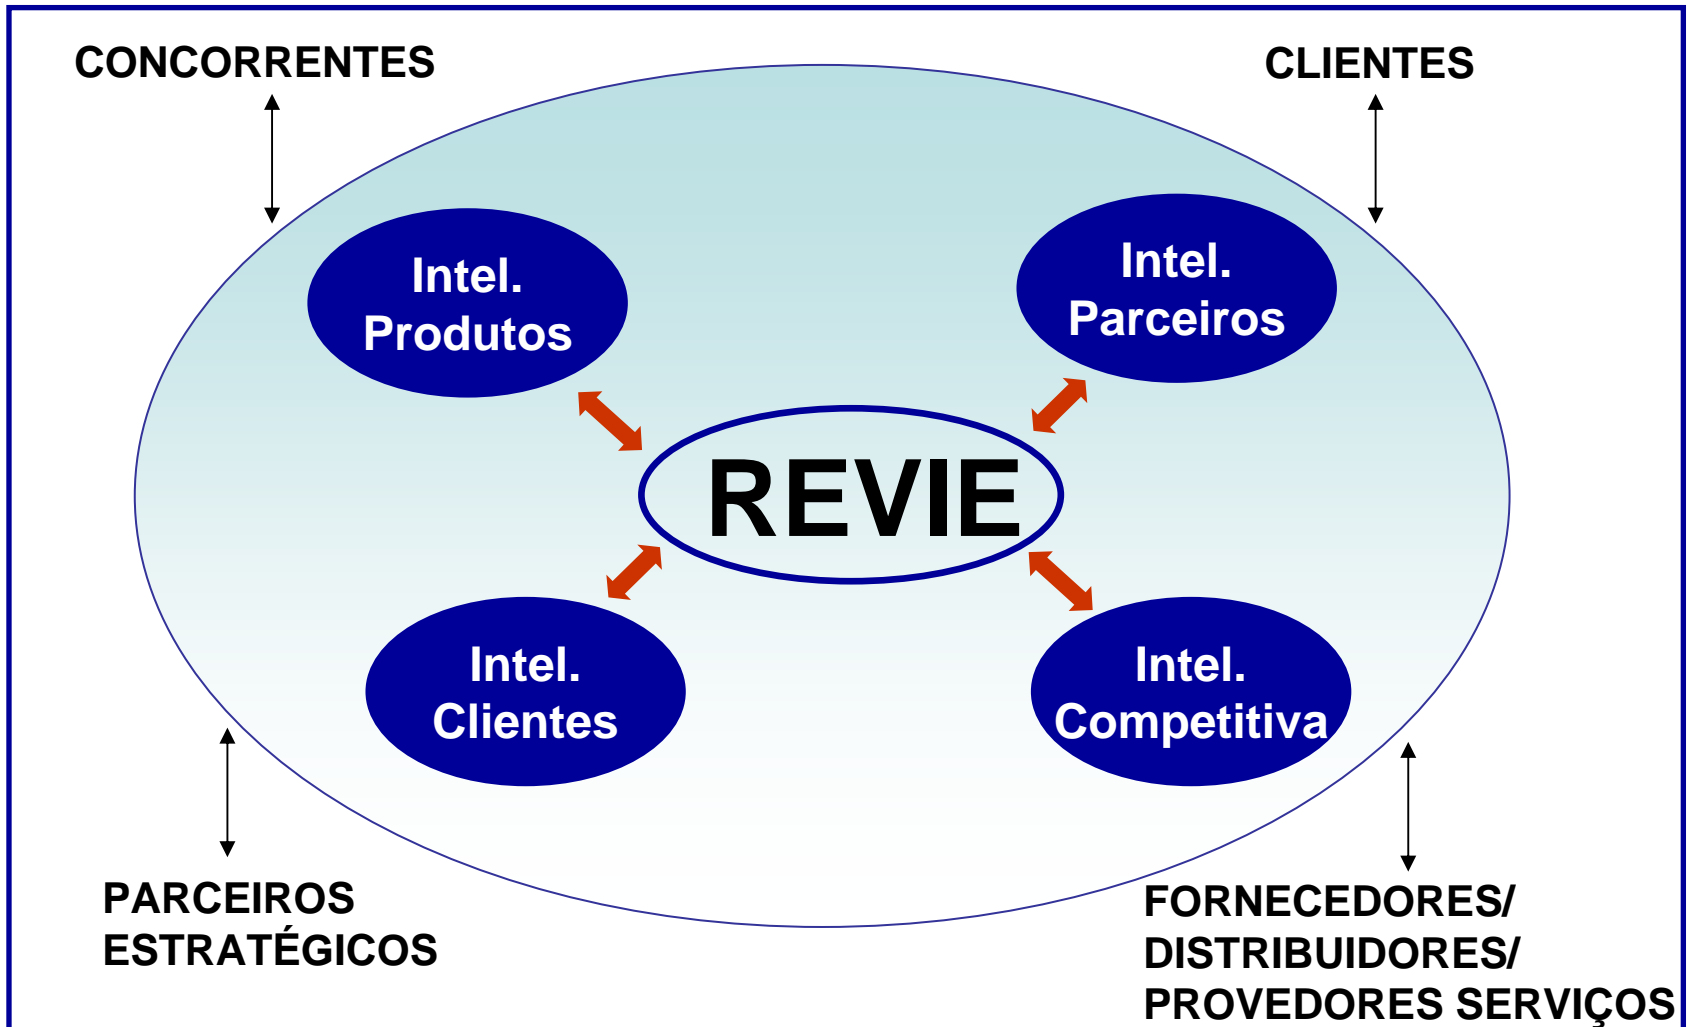 CONCORRENTES
CLIENTES
Intel.
Produtos
Intel.
Parceiros
REVIE
Intel.
Clientes
Intel.
Competitiva
PARCEIROS
ESTRATÉGICOS
FORNECEDORES/
DISTRIBUIDORES/
PROVEDORES SERVIÇOS